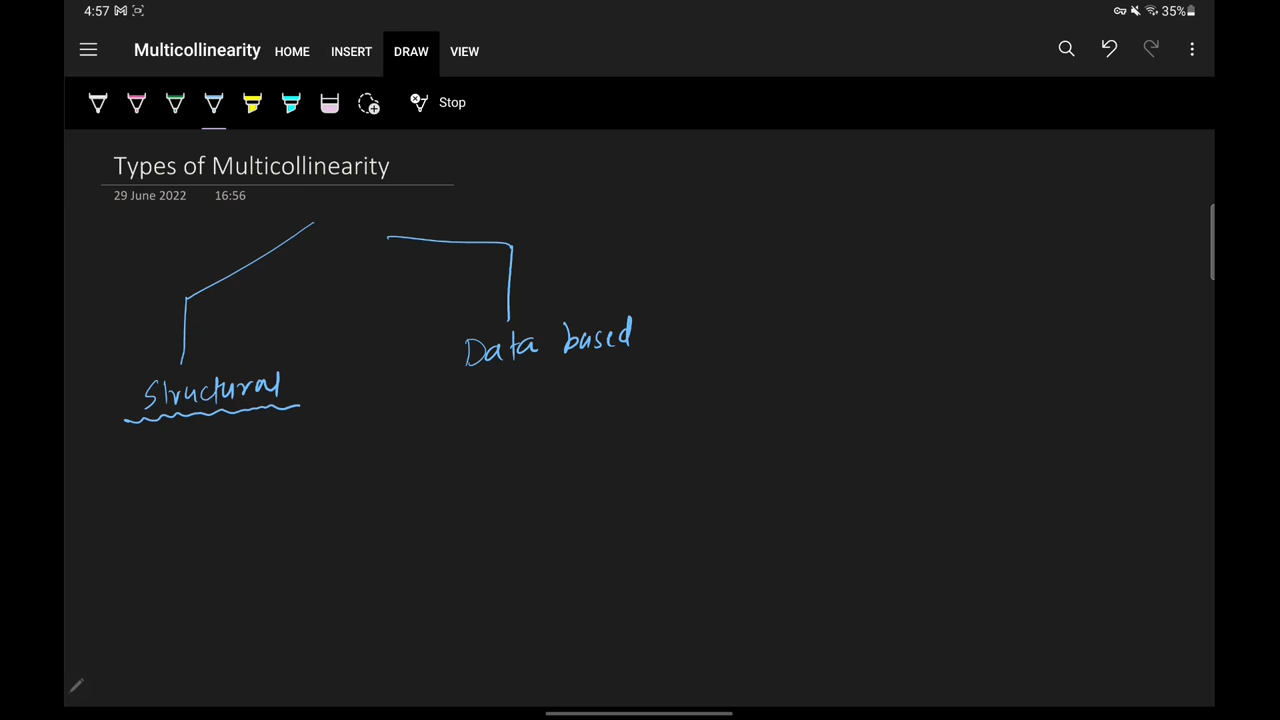 4:57 35%
Multicollinearity HOME INSERT DRAW VIEW
Stop
Types of Multicollinearity
29 June 2022 16:56
Data based
Structural